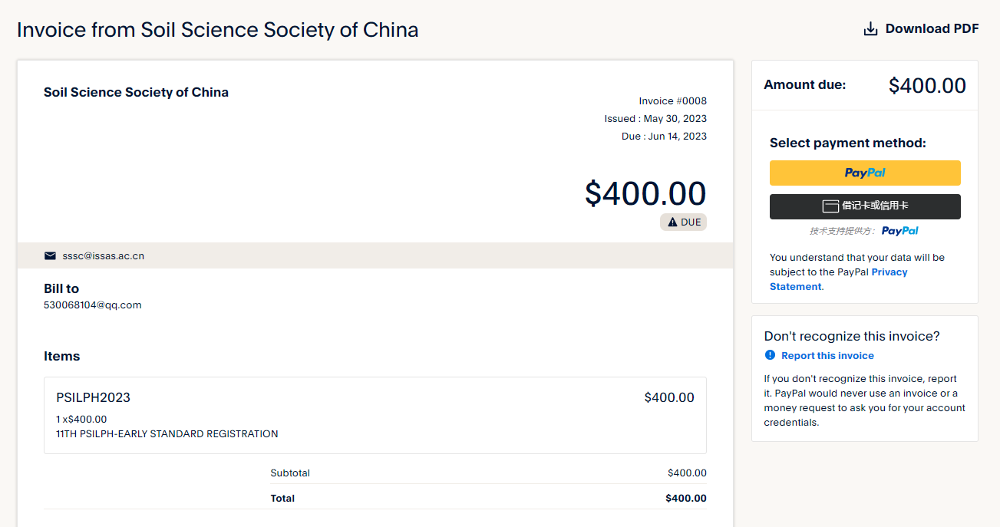 Invoice from Soil Science Society of China
Download PDF
Soil Science Society of China
Invoice #0008
Issued : May 30, 2023
Due : Jun 14, 2023
$400.00
DUE
sssc@issas.ac.cn
Bill to
530068104@qq.com
Items
PSILPH2023
$400.00
1 x$400.00
11TH PSILPH-EARLY STANDARD REGISTRATION
Subtotal
$400.00
Total
$400.00
Amount due:
$400.00
Select payment method:
PayPal
借记卡或信用卡
技术支持提供方： PayPal
You understand that your data will be
subject to the PayPal Privacy
Statement.
Don't recognize this invoice?
Report this invoice
If you don't recognize this invoice, report
it. PayPal would never use an invoice or a
money request to ask you for your account
credentials.